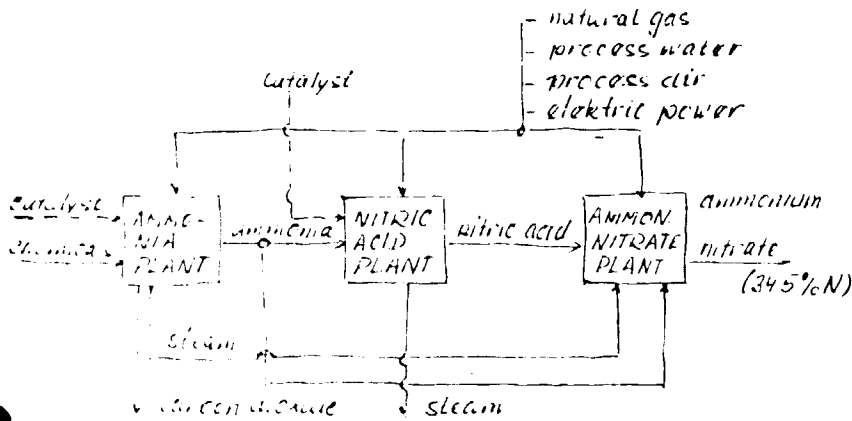 - natural gas
- process water
- process air
- elektric power
Catalyst
Catalyst
Chemicals
AMMO-
NIA
PLANT
ammonia
NITRIC
ACID
PLANT
nitric acid
AMMON.
NITRATE
PLANT
ammonium
nitrate
(34.5% N)
steam
steam